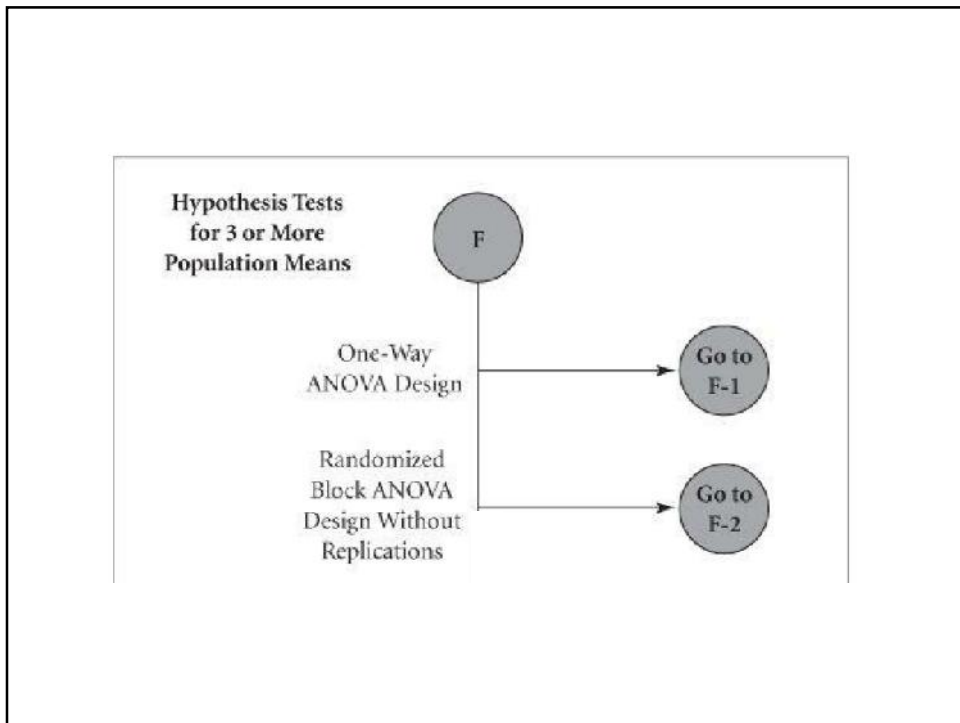 Hypothesis Tests
for 3 or More
Population Means
F
One-Way
ANOVA Design
Go to
F-1
Randomized
Block ANOVA
Design Without
Replications
Go to
F-2